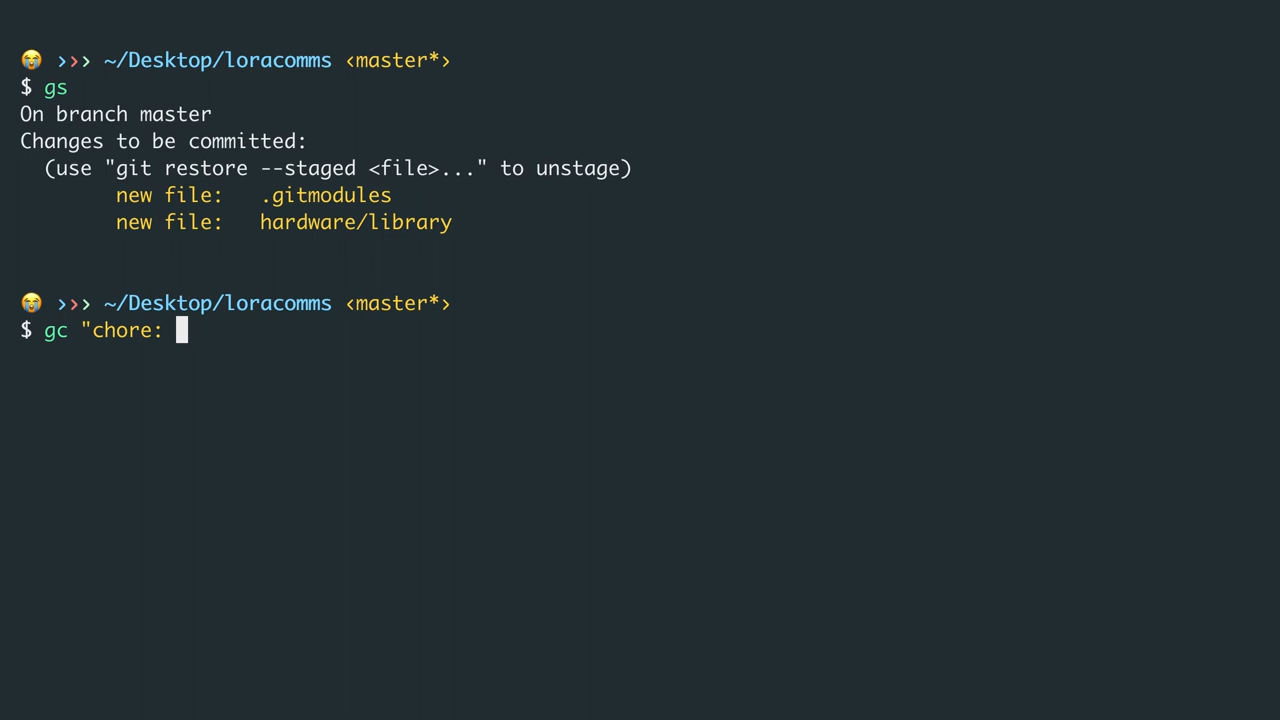 😭 ››› ~/Desktop/loracomms ‹master*›
$ gs
On branch master
Changes to be committed:
  (use "git restore --staged <file>..." to unstage)
        new file:   .gitmodules
        new file:   hardware/library
😭 ››› ~/Desktop/loracomms ‹master*›
$ gc "chore: